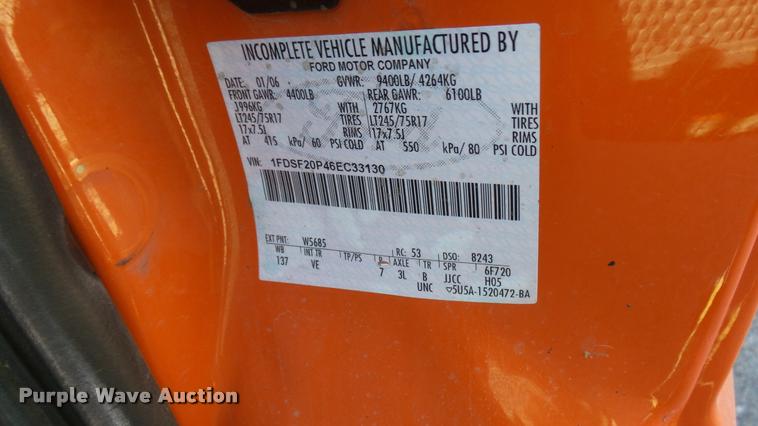 INCOMPLETE VEHICLE MANUFACTURED BY
FORD MOTOR COMPANY
DATE: 01/06 GVWR: 9400LB/ 4264KG
FRONT GAWR: 4400LB REAR GAWR: 6100LB
1996KG WITH 2767KG WITH
LT245/75R17 TIRES LT245/75R17 TIRES
17x7.5J RIMS 17x7.5J RIMS
AT 415 kPa/ 60 PSI COLD AT 550 kPa/ 80 PSI COLD
VIN: 1FDSF20P46EC33130
EXT PNT: W5685 RC: 53 DSO: 8243
WB INT TR TP/PS R AXLE TR SPR 6F720
137 VE 7 3L B JJCC H05
UNC 5U5A-1520472-BA
Purple Wave Auction